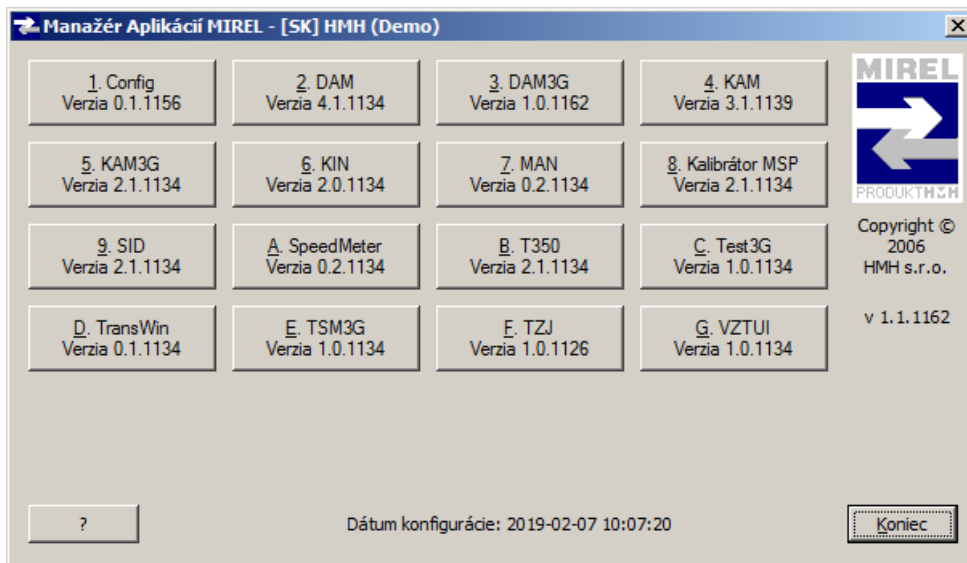 Manažér Aplikácií MIREL - [SK] HMH (Demo)
1. Config
Verzia 0.1.1156
2. DAM
Verzia 4.1.1134
3. DAM3G
Verzia 1.0.1162
4. KAM
Verzia 3.1.1139
5. KAM3G
Verzia 2.1.1134
6. KIN
Verzia 2.0.1134
7. MAN
Verzia 0.2.1134
8. Kalibrátor MSP
Verzia 2.1.1134
9. SID
Verzia 2.1.1134
A. SpeedMeter
Verzia 0.2.1134
B. T350
Verzia 2.1.1134
C. Test3G
Verzia 1.0.1134
D. TransWin
Verzia 0.1.1134
E. TSM3G
Verzia 1.0.1134
F. TZJ
Verzia 1.0.1126
G. VZTUI
Verzia 1.0.1134
MIREL
PRODUKT HMH
Copyright ©
2006
HMH s.r.o.
v 1.1.1162
?
Dátum konfigurácie: 2019-02-07 10:07:20
Koniec